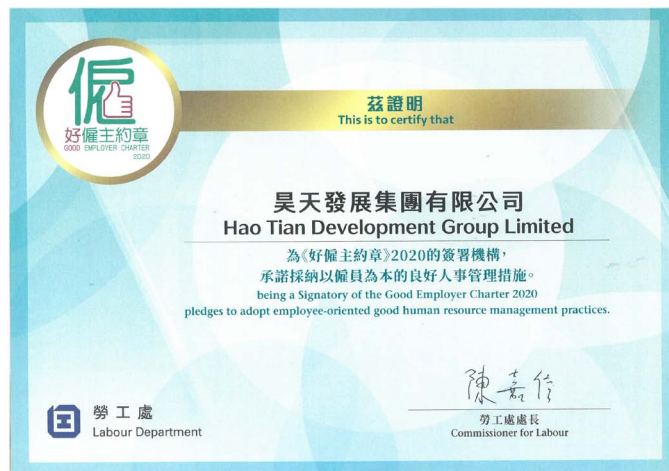 僱
好僱主約章
GOOD EMPLOYER CHARTER
2020
茲證明
This is to certify that
昊天發展集團有限公司
Hao Tian Development Group Limited
為《好僱主約章》2020的簽署機構，
承諾採納以僱員為本的良好人事管理措施。
being a Signatory of the Good Employer Charter 2020
pledges to adopt employee-oriented good human resource management practices.
陳嘉信
勞工處
Labour Department
勞工處處長
Commissioner for Labour